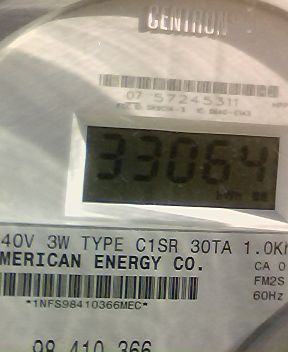 CENTRON
07 57245311
33064
kWh
40V 3W TYPE C1SR 30TA 1.0K
MERICAN ENERGY CO.
CA 0
FM2S
60Hz
*1NFS98410366MEC*
98 410 366